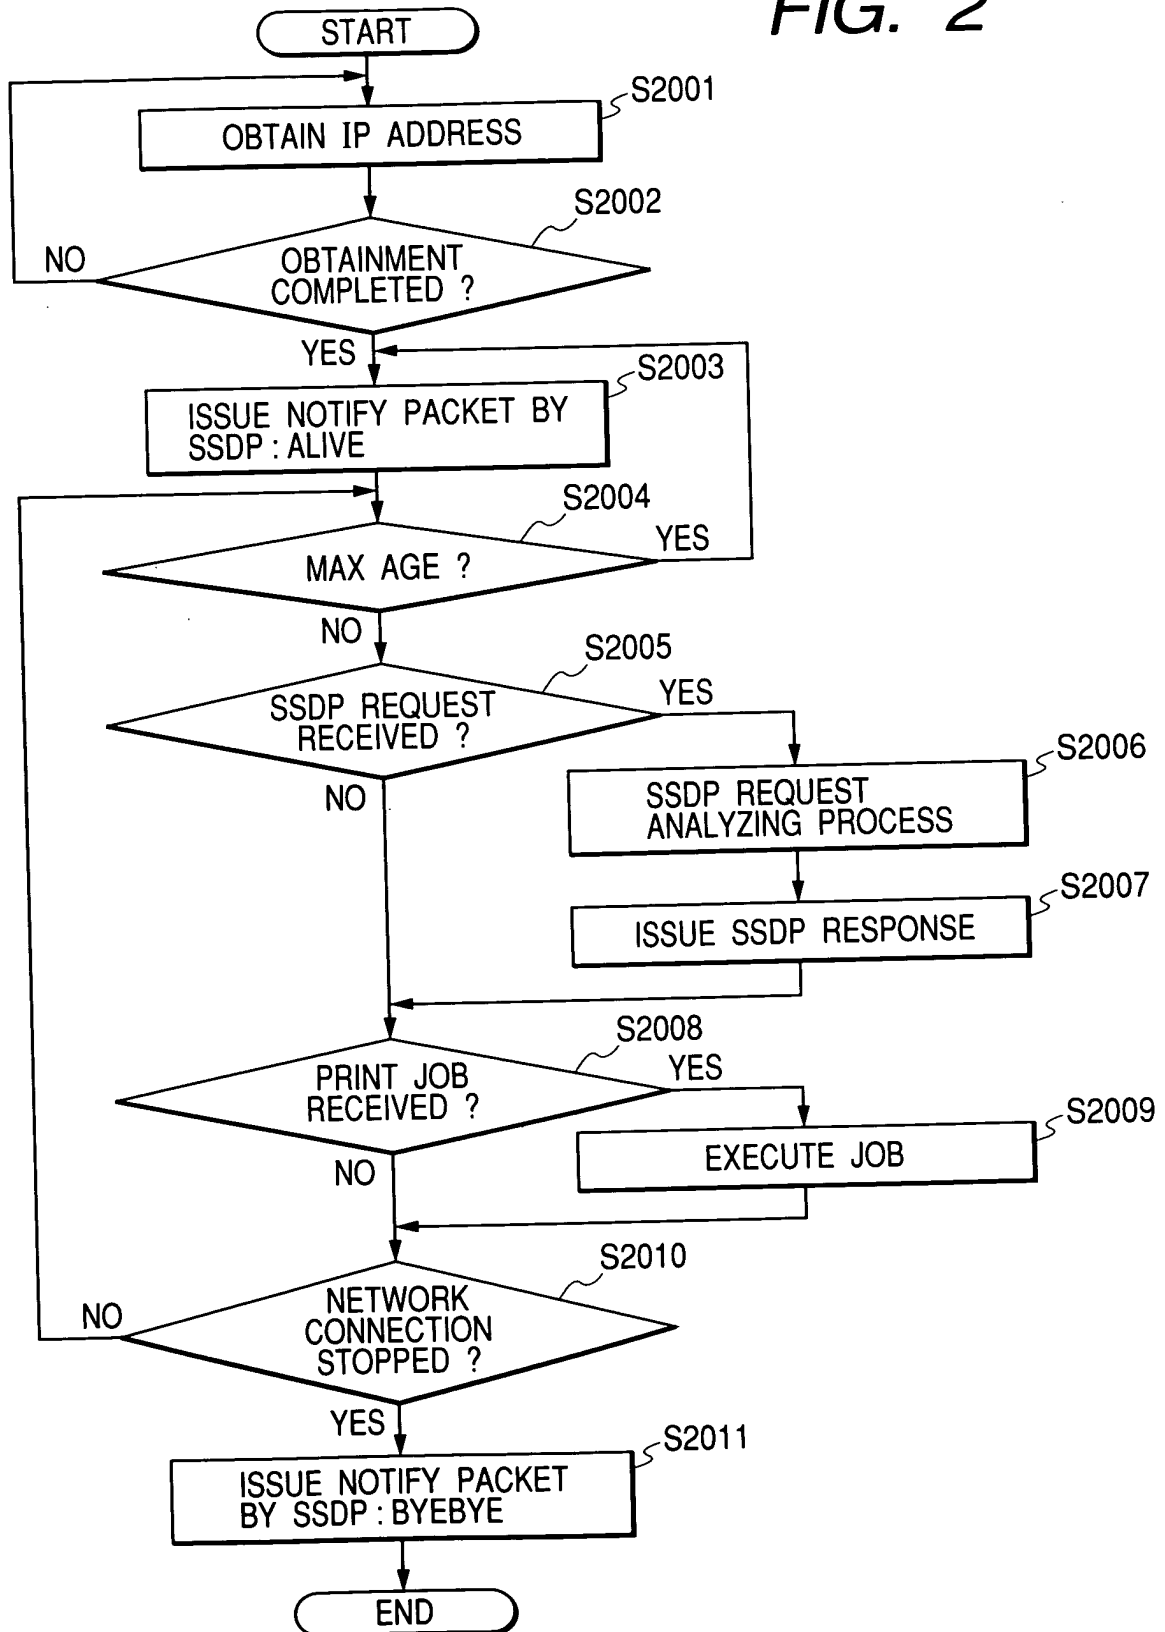 FIG. 2
START
S2001
OBTAIN IP ADDRESS
S2002
NO
OBTAINMENT
COMPLETED ?
YES
S2003
ISSUE NOTIFY PACKET BY
SSDP : ALIVE
S2004
YES
MAX AGE ?
NO
S2005
YES
SSDP REQUEST
RECEIVED ?
NO
S2006
SSDP REQUEST
ANALYZING PROCESS
S2007
ISSUE SSDP RESPONSE
S2008
YES
PRINT JOB
RECEIVED ?
NO
S2009
EXECUTE JOB
S2010
NO
NETWORK
CONNECTION
STOPPED ?
YES
S2011
ISSUE NOTIFY PACKET
BY SSDP : BYEBYE
END